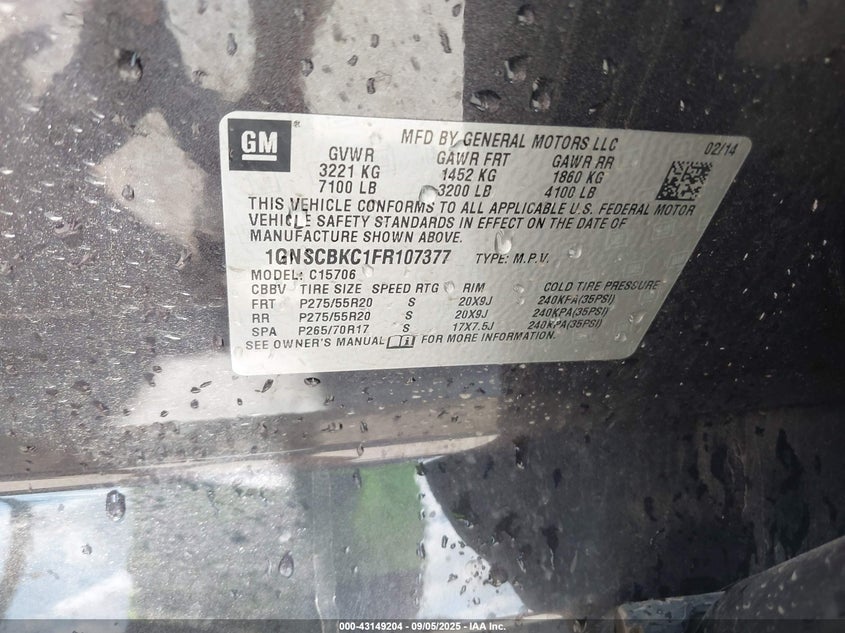 GM
MFD BY GENERAL MOTORS LLC
02/14
GVWR GAWR FRT GAWR RR
3221 KG 1452 KG 1860 KG
7100 LB 3200 LB 4100 LB
THIS VEHICLE CONFORMS TO ALL APPLICABLE U.S. FEDERAL MOTOR
VEHICLE SAFETY STANDARDS IN EFFECT ON THE DATE OF
MANUFACTURE SHOWN ABOVE.
1GNSCBKC1FR107377 TYPE: M.P.V.
MODEL: C15706
CBBV TIRE SIZE SPEED RTG RIM COLD TIRE PRESSURE
FRT P275/55R20 S 20X9J 240KPA(35PSI)
RR P275/55R20 S 20X9J 240KPA(35PSI)
SPA P265/70R17 S 17X7.5J 240KPA(35PSI)
SEE OWNER'S MANUAL FOR MORE INFORMATION.
000-43149204 - 09/05/2025 - IAA Inc.